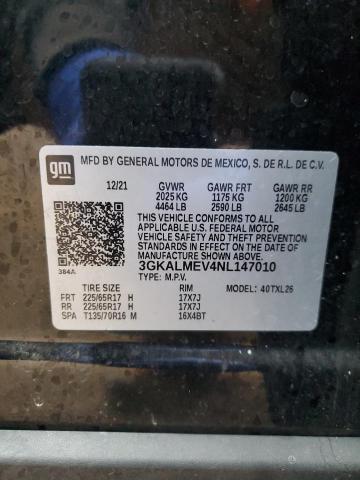 gm
MFD BY GENERAL MOTORS DE MEXICO, S. DE R.L. DE C.V.
12/21 GVWR GAWR FRT GAWR RR
2025 KG 1175 KG 1200 KG
4464 LB 2590 LB 2645 LB
THIS VEHICLE CONFORMS TO ALL
APPLICABLE U.S. FEDERAL MOTOR
VEHICLE SAFETY AND THEFT
PREVENTION STANDARDS IN EFFECT
ON THE DATE OF MANUFACTURE
SHOWN ABOVE.
384A
3GKALMEV4NL147010
TYPE: M.P.V. MODEL: 40TXL26
TIRE SIZE RIM
FRT 225/65R17 H 17X7J
RR 225/65R17 H 17X7J
SPA T135/70R16 M 16X4BT